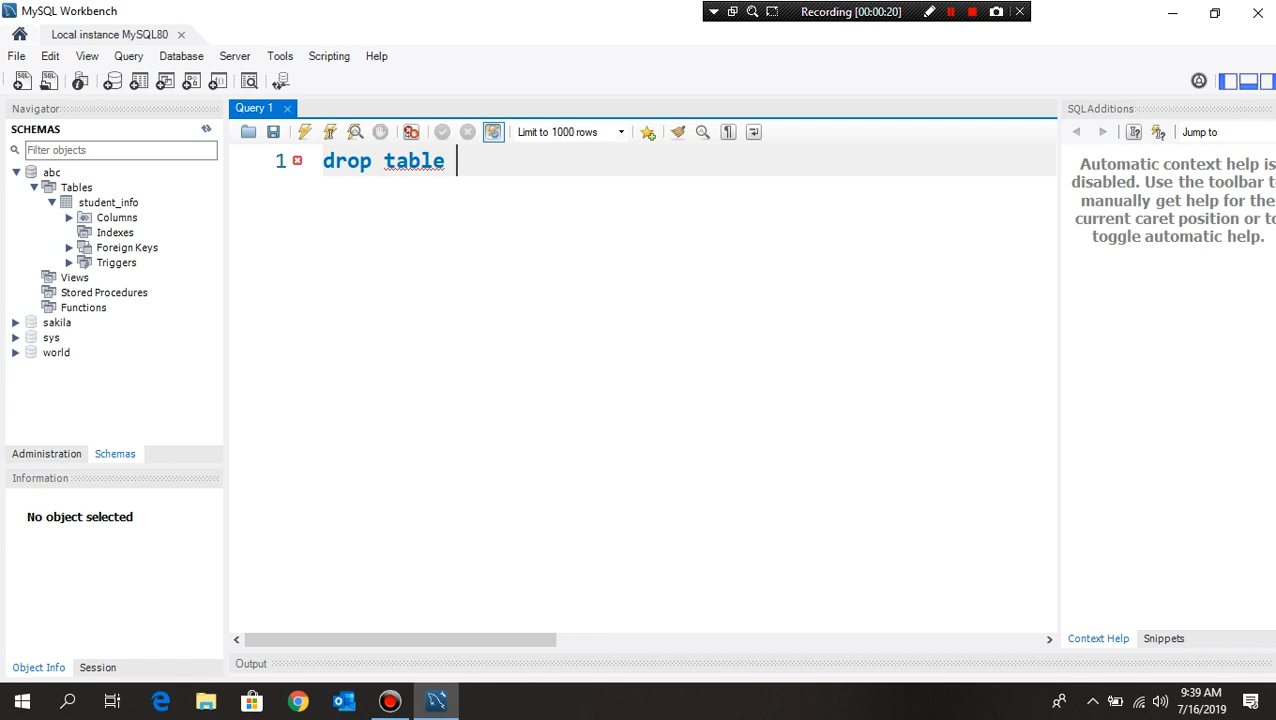 MySQL Workbench
Recording [00:00:20]
Local instance MySQL80
File Edit View Query Database Server Tools Scripting Help
Navigator
SCHEMAS
Filter objects
abc
Tables
student_info
Columns
Indexes
Foreign Keys
Triggers
Views
Stored Procedures
Functions
sakila
sys
world
Administration Schemas
Information
No object selected
Object Info Session
Query 1
Limit to 1000 rows
1 drop table
Output
SQLAdditions
Jump to
Automatic context help is
disabled. Use the toolbar t
manually get help for the
current caret position or to
toggle automatic help.
Context Help Snippets
9:39 AM
7/16/2019